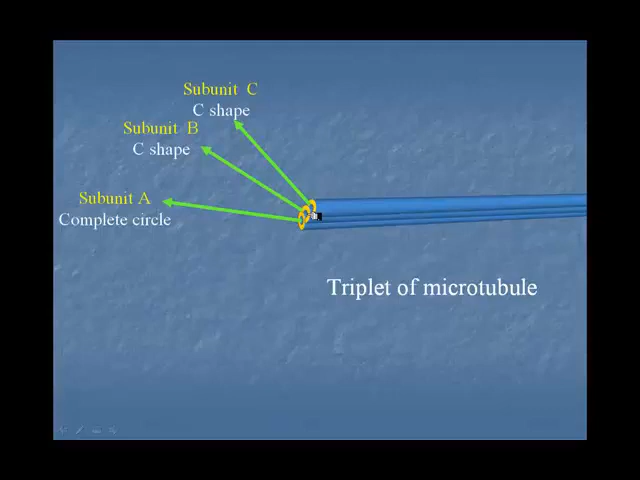 Subunit C
C shape
Subunit B
C shape
Subunit A
Complete circle
Triplet of microtubule